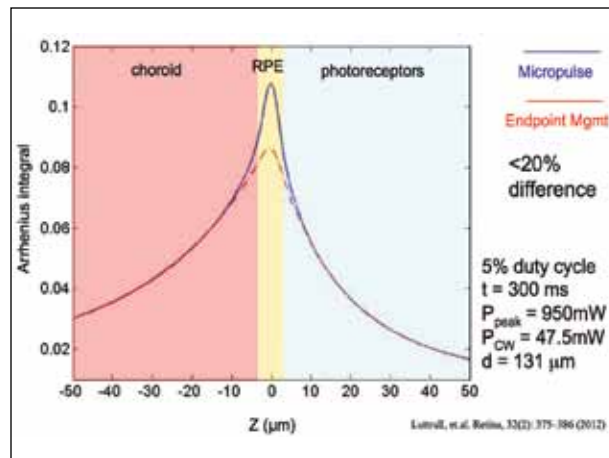 choroid
RPE
photoreceptors
Arrhenius integral
0.12
0.1
0.08
0.06
0.04
0.02
-50 -40 -30 -20 -10 0 10 20 30 40 50
Z (µm)
Micropulse
Endpoint Mgmt
<20%
difference
5% duty cycle
t = 300 ms
Ppeak = 950mW
PCW = 47.5mW
d = 131 µm
Luttrull, et.al. Retina, 32(2): 375-386 (2012)